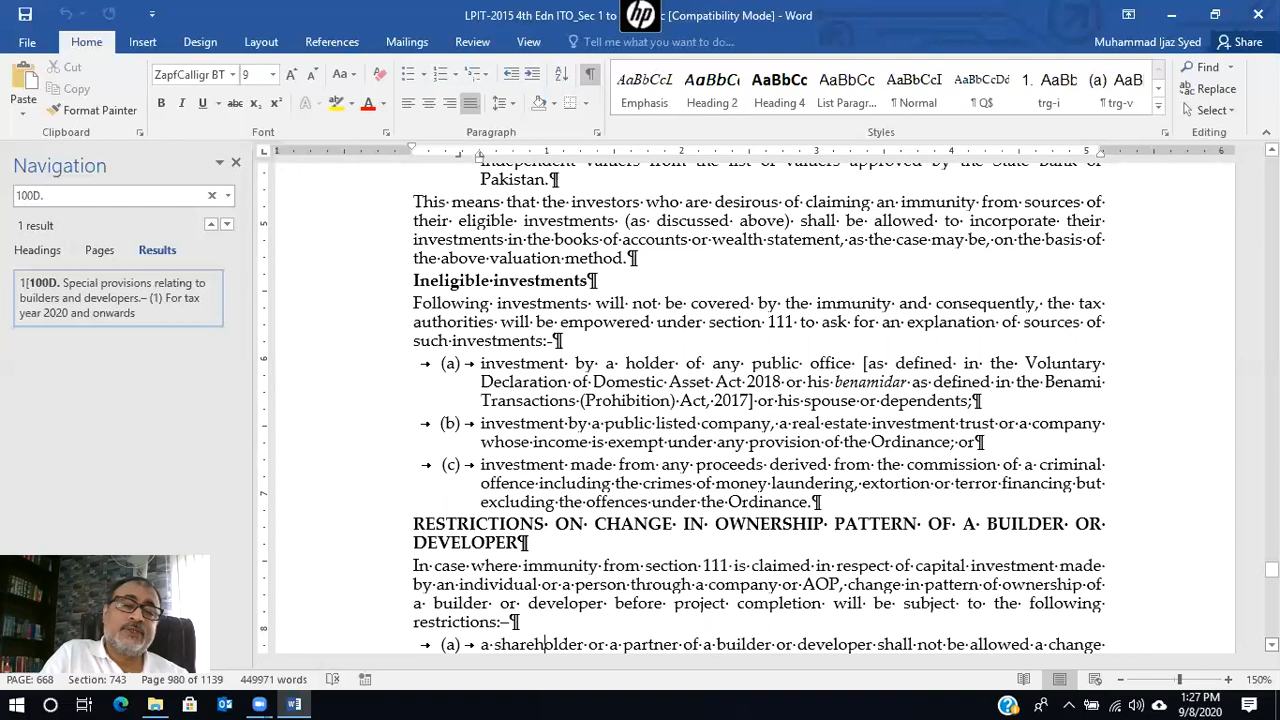 LPIT-2015 4th Edn ITO_Sec 1 to
c [Compatibility Mode] - Word
hp
File Home Insert Design Layout References Mailings Review View Help Tell me what you want to do
Muhammad Ijaz Syed Share
Paste
Cut
Copy
Format Painter
Clipboard
ZapfCalligr BT 9
Font
Paragraph
AaBbCcL AaBbC( AaBbCc AaBbC AaBbCcI AaBbCcDd 1. AaBb (a) AaB
Emphasis Heading 2 Heading List Paragr... ¶ Normal ¶ Q$ trg-i ¶ trg-v
Styles
Find
Replace
Select
Editing
Navigation
100D.
1 result
Headings Pages Results
1[100D. Special provisions relating to
builders and developers.– (1) For tax
year 2020 and onwards
independent valuers from the list of valuers approved by the State Bank of
Pakistan.¶
This means that the investors who are desirous of claiming an immunity from sources of
their eligible investments (as discussed above) shall be allowed to incorporate their
investments in the books of accounts or wealth statement, as the case may be, on the basis of
the above valuation method.¶
Ineligible investments¶
Following investments will not be covered by the immunity and consequently, the tax
authorities will be empowered under section 111 to ask for an explanation of sources of
such investments:-¶
(a) investment by a holder of any public office [as defined in the Voluntary
Declaration of Domestic Asset Act 2018 or his benamidar as defined in the Benami
Transactions (Prohibition) Act, 2017] or his spouse or dependents;¶
(b) investment by a public listed company, a real estate investment trust or a company
whose income is exempt under any provision of the Ordinance; or¶
(c) investment made from any proceeds derived from the commission of a criminal
offence including the crimes of money laundering, extortion or terror financing but
excluding the offences under the Ordinance.¶
RESTRICTIONS ON CHANGE IN OWNERSHIP PATTERN OF A BUILDER OR
DEVELOPER¶
In case where immunity from section 111 is claimed in respect of capital investment made
by an individual or a person through a company or AOP, change in pattern of ownership of
a builder or developer before project completion will be subject to the following
restrictions:–¶
(a) a shareholder or a partner of a builder or developer shall not be allowed a change
PAGE: 668 Section: 743 Page 980 of 1139 449971 words
150%
1:27 PM
9/8/2020